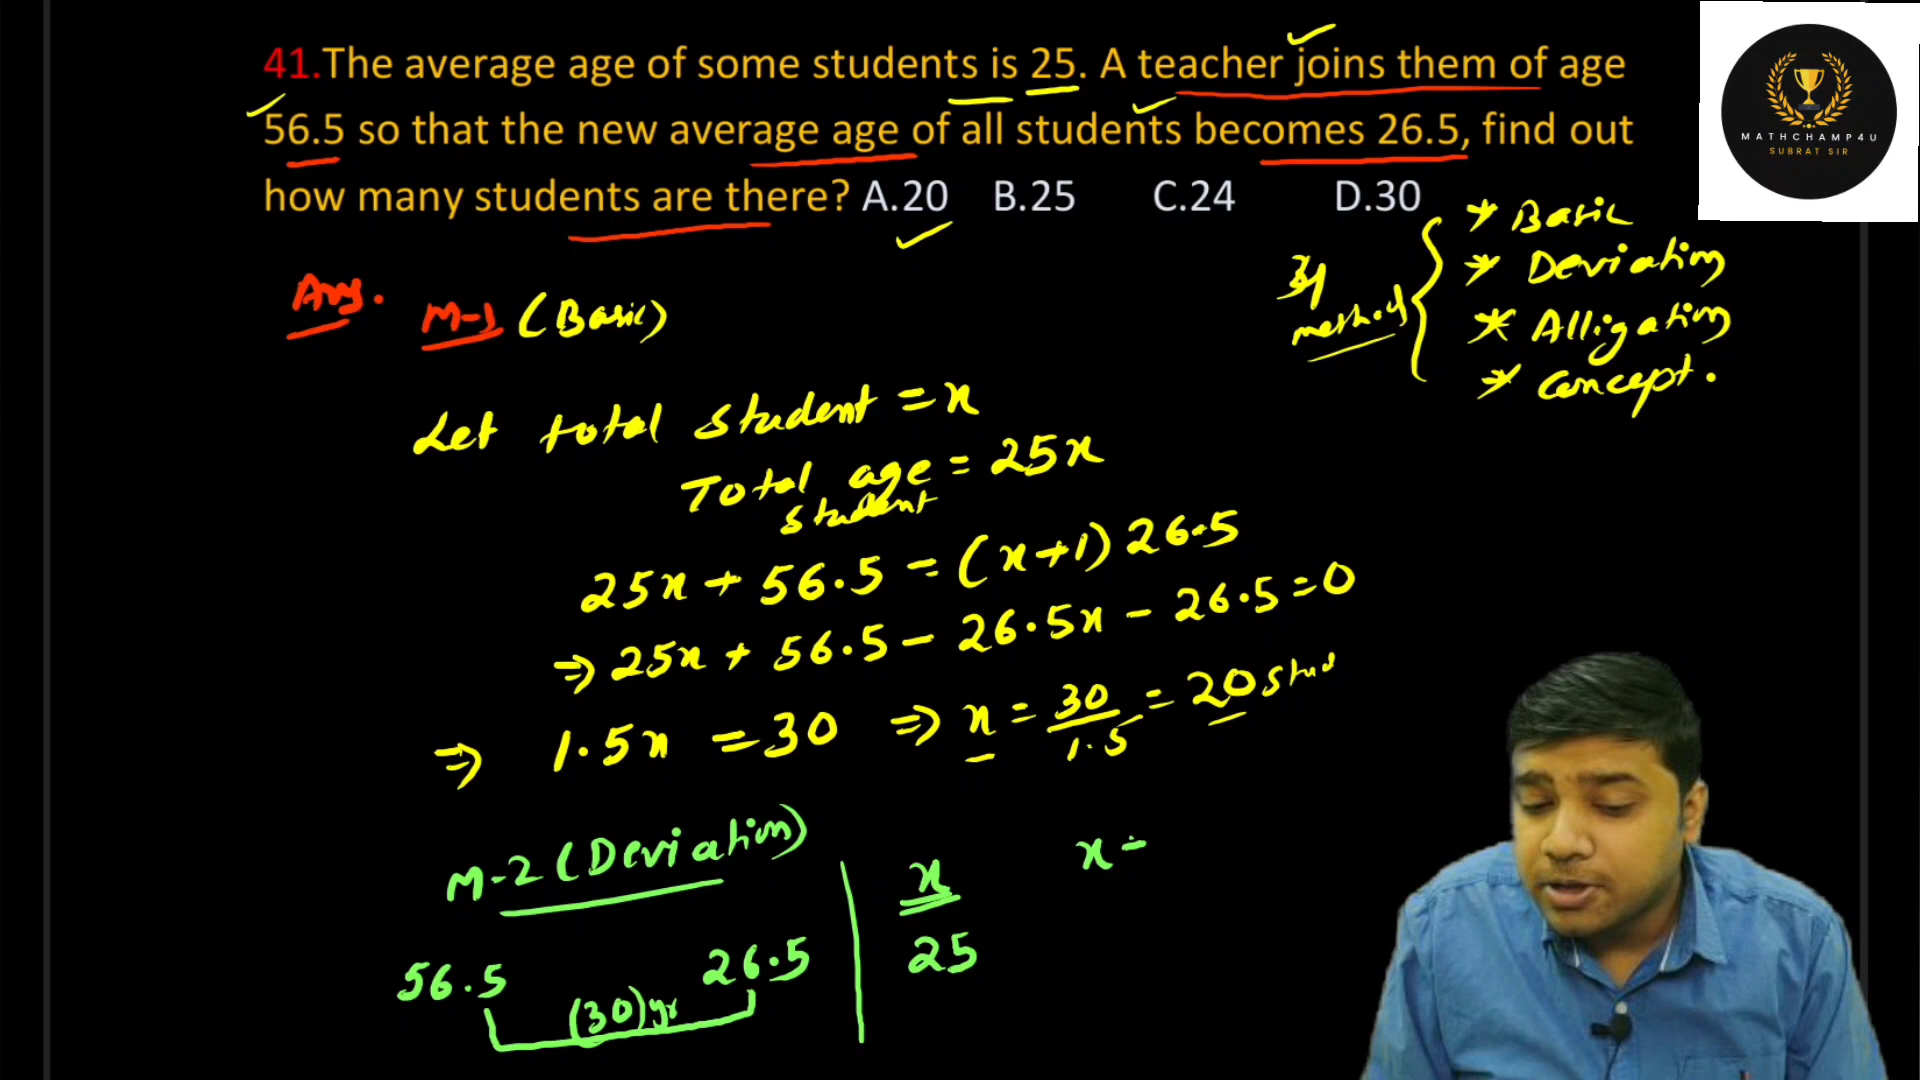 41.The average age of some students is 25. A teacher joins them of age
56.5 so that the new average age of all students becomes 26.5, find out
how many students are there? A.20 B.25 C.24 D.30
MATHCHAMP4U
SUBRAT SIR
* Basic
* Deviation
* Alligation
* Concept.
Ans. M-1 (Basic)
Let total student = x
Total age = 25x
student
25x + 56.5 = (x+1) 26.5
⇒ 25x + 56.5 - 26.5x - 26.5 = 0
⇒ 1.5x = 30 ⇒ x = 30/1.5 = 20 stud
M-2 (Deviation)
x
x =
56.5 26.5
25
(30) yr